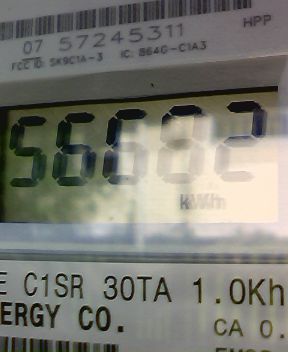 HPP
07 57245311
FCC ID: SK9C1A-3 IC: 864G-C1A3
56682
kWh
E C1SR 30TA 1.0Kh
ERGY CO.
CA 0.